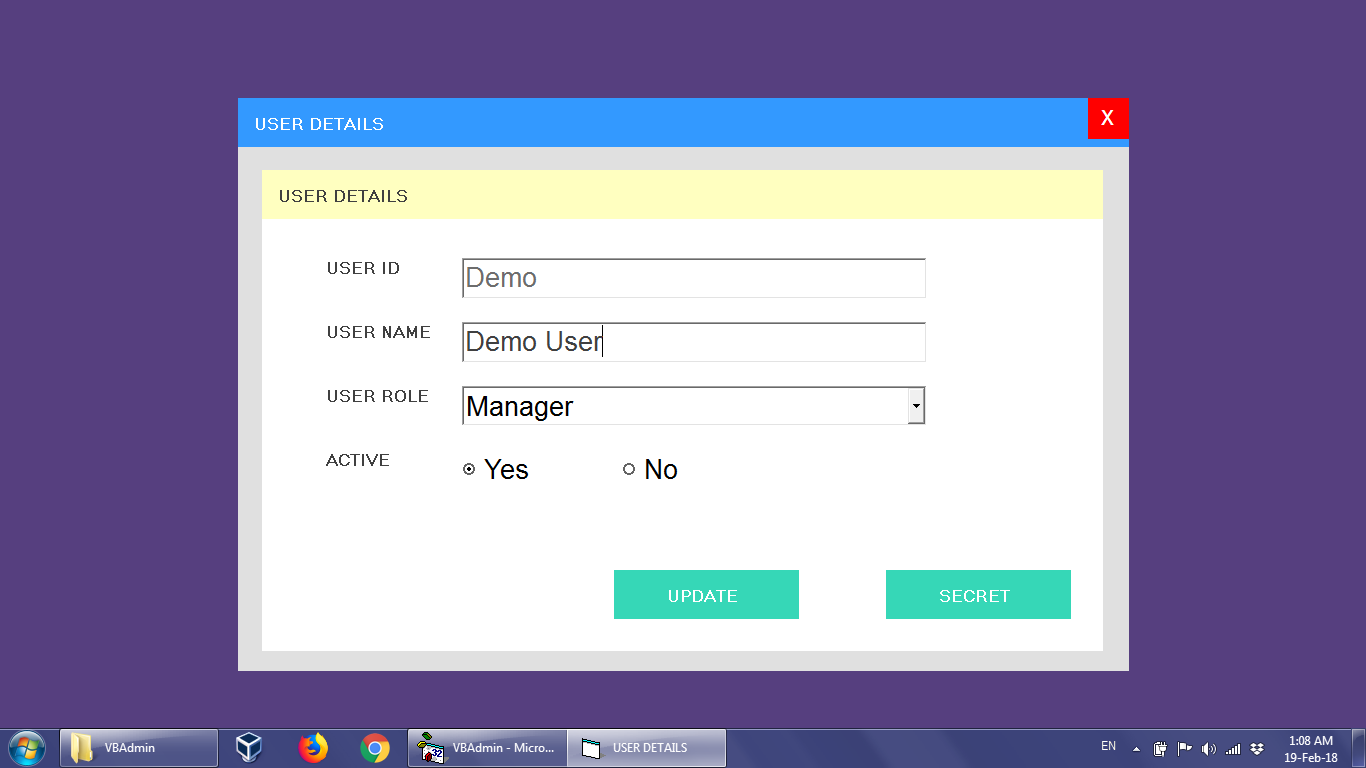 USER DETAILS
X
USER DETAILS
USER ID
Demo
USER NAME
Demo User
USER ROLE
Manager
ACTIVE
Yes
No
UPDATE
SECRET
VBAdmin
32
VBAdmin - Micro...
USER DETAILS
EN
1:08 AM
19-Feb-18